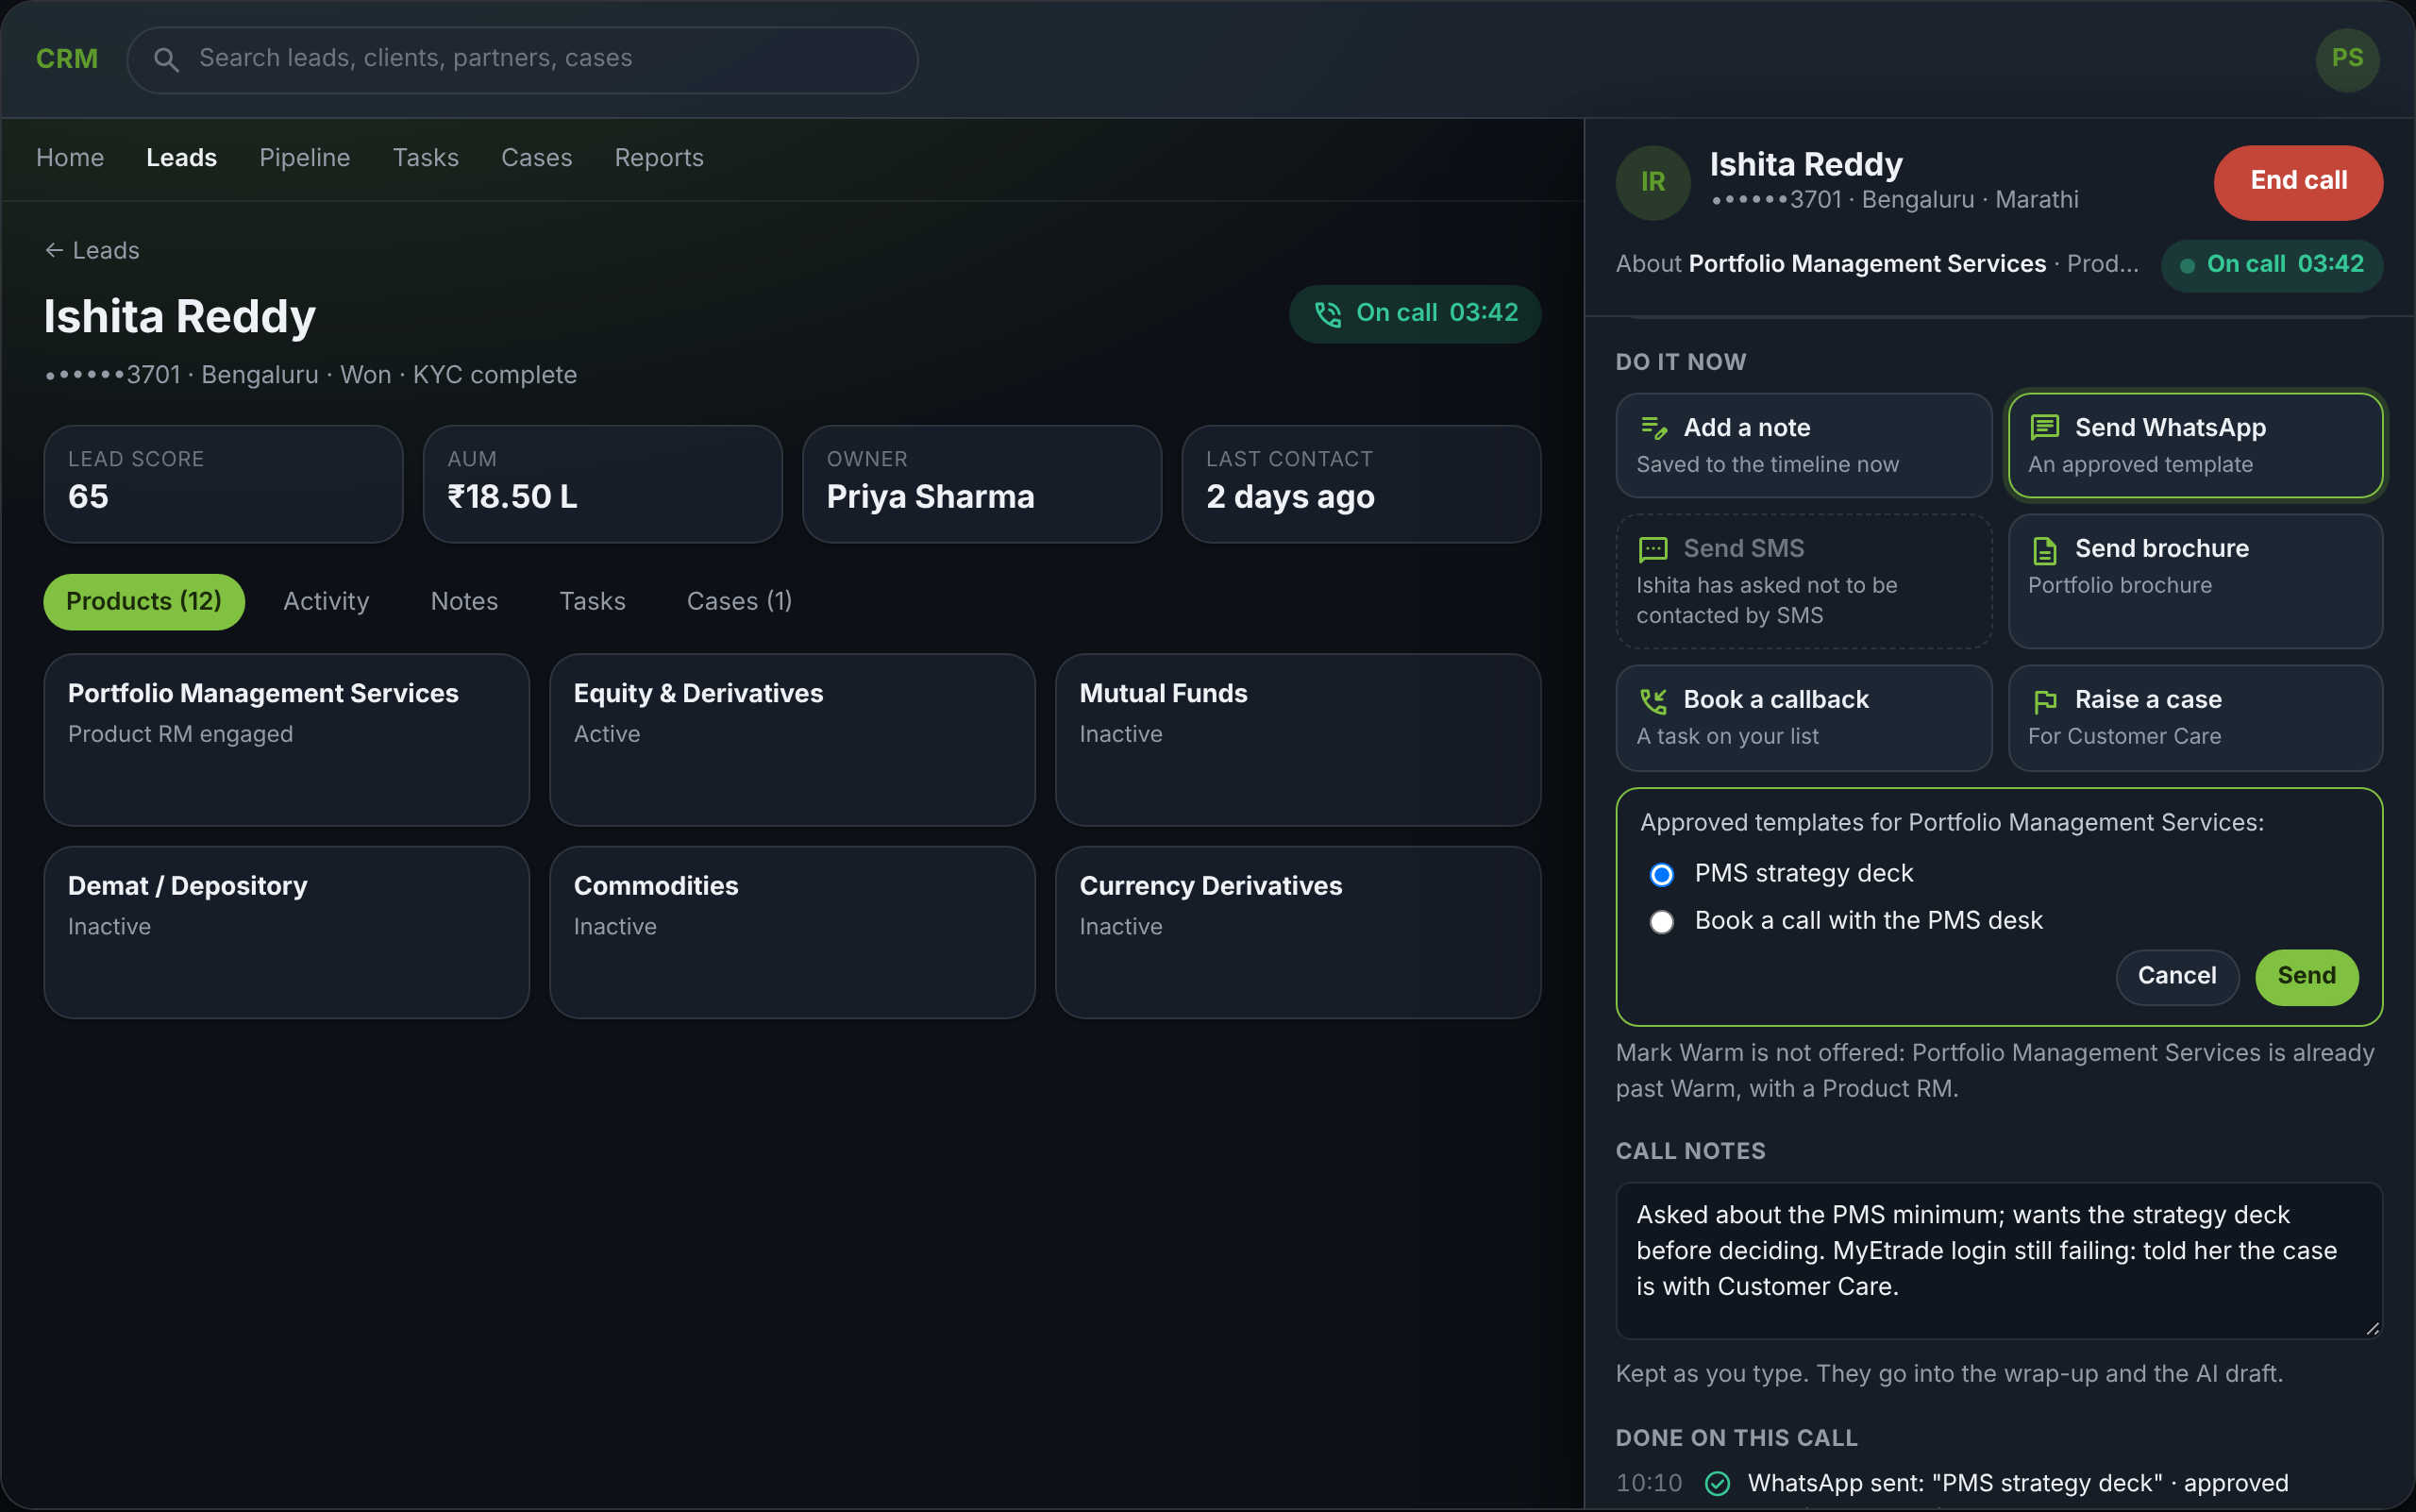 CRM
Search leads, clients, partners, cases
PS
Home Leads Pipeline Tasks Cases Reports
← Leads
Ishita Reddy
••••••3701 · Bengaluru · Won · KYC complete
On call 03:42
LEAD SCORE
65
AUM
₹18.50 L
OWNER
Priya Sharma
LAST CONTACT
2 days ago
Products (12) Activity Notes Tasks Cases (1)
Portfolio Management Services
Product RM engaged
Equity & Derivatives
Active
Mutual Funds
Inactive
Demat / Depository
Inactive
Commodities
Inactive
Currency Derivatives
Inactive
IR
Ishita Reddy
••••••3701 · Bengaluru · Marathi
End call
About Portfolio Management Services · Prod...
On call 03:42
DO IT NOW
Add a note
Saved to the timeline now
Send WhatsApp
An approved template
Send SMS
Ishita has asked not to be
contacted by SMS
Send brochure
Portfolio brochure
Book a callback
A task on your list
Raise a case
For Customer Care
Approved templates for Portfolio Management Services:
PMS strategy deck
Book a call with the PMS desk
Cancel
Send
Mark Warm is not offered: Portfolio Management Services is already
past Warm, with a Product RM.
CALL NOTES
Asked about the PMS minimum; wants the strategy deck
before deciding. MyEtrade login still failing: told her the case
is with Customer Care.
Kept as you type. They go into the wrap-up and the AI draft.
DONE ON THIS CALL
10:10 WhatsApp sent: "PMS strategy deck" · approved